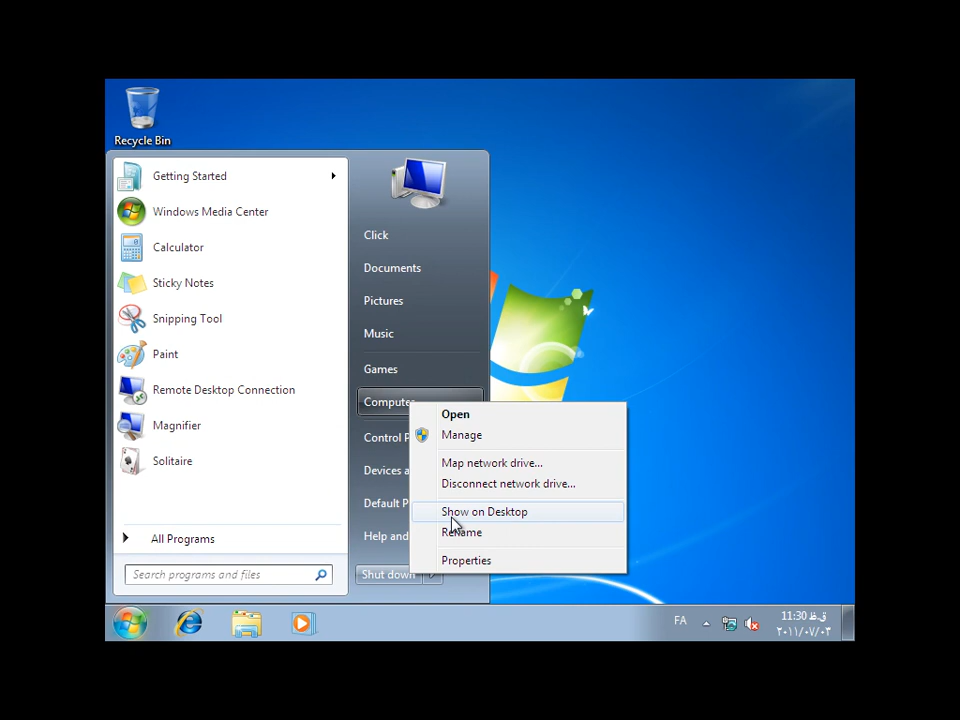 Recycle Bin
Getting Started
Windows Media Center
Calculator
Sticky Notes
Snipping Tool
Paint
Remote Desktop Connection
Magnifier
Solitaire
All Programs
Search programs and files
Click
Documents
Pictures
Music
Games
Computer
Control P
Devices a
Default P
Help and
Shut down
Open
Manage
Map network drive...
Disconnect network drive...
Show on Desktop
Rename
Properties
FA
11:30 ق.ظ
۲۰۱۱/۰۷/۰۳